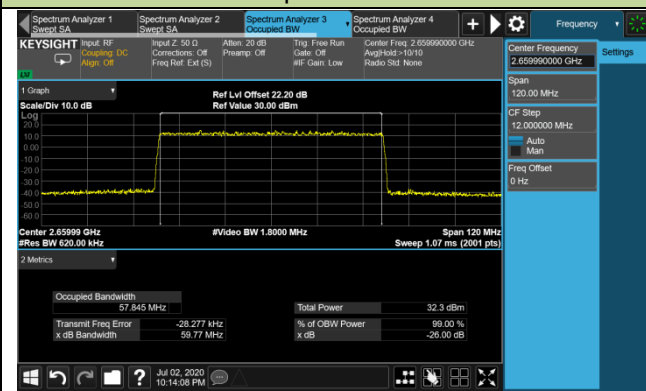 Spectrum Analyzer 1
Swept SA
Spectrum Analyzer 2
Swept SA
Spectrum Analyzer 3
Occupied BW
Spectrum Analyzer 4
Occupied BW
+
Frequency
KEYSIGHT
Input: RF
Coupling: DC
Align: Off
Input Z: 50 Ω
Corrections: Off
Freq Ref: Ext (S)
Atten: 20 dB
Preamp: Off
Trig: Free Run
Gate: Off
#IF Gain: Low
Center Freq: 2.659990000 GHz
Avg|Hold:>10/10
Radio Std: None
LXI
Center Frequency
2.659990000 GHz
Settings
Span
120.00 MHz
CF Step
12.000000 MHz
Auto
Man
Freq Offset
0 Hz
1 Graph
Scale/Div 10.0 dB
Ref Lvl Offset 22.20 dB
Ref Value 30.00 dBm
Log
20.0
10.0
0.00
-10.0
-20.0
-30.0
-40.0
-50.0
-60.0
Center 2.65999 GHz
#Res BW 620.00 kHz
#Video BW 1.8000 MHz
Span 120 MHz
Sweep 1.07 ms (2001 pts)
2 Metrics
Occupied Bandwidth
57.845 MHz
Total Power 32.3 dBm
Transmit Freq Error -28.277 kHz
% of OBW Power 99.00 %
x dB Bandwidth 59.77 MHz
x dB -26.00 dB
?
Jul 02, 2020
10:14:08 PM